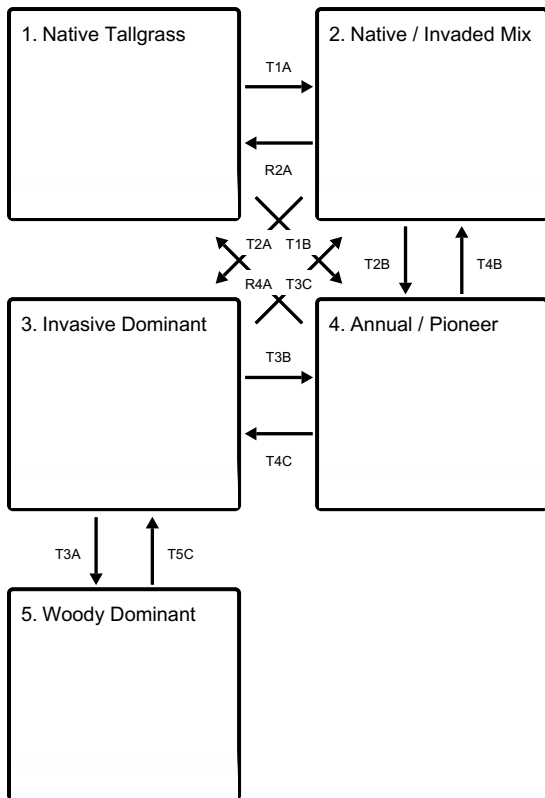 1. Native Tallgrass
2. Native / Invaded Mix
T1A
R2A
T2A
T1B
T2B
T4B
R4A
T3C
3. Invasive Dominant
4. Annual / Pioneer
T3B
T4C
T3A
T5C
5. Woody Dominant